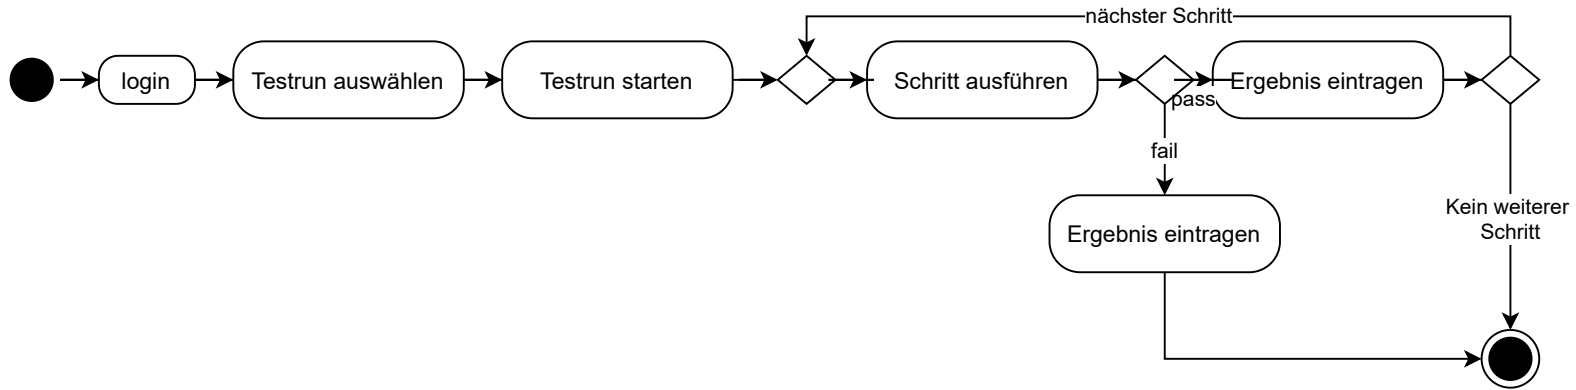 nächster Schritt
login
Testrun auswählen
Testrun starten
Schritt ausführen
pass
Ergebnis eintragen
fail
Kein weiterer
Schritt
Ergebnis eintragen